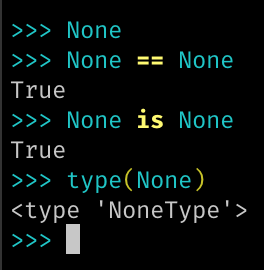 >>> None
>>> None == None
True
>>> None is None
True
>>> type(None)
<type 'NoneType'>
>>>